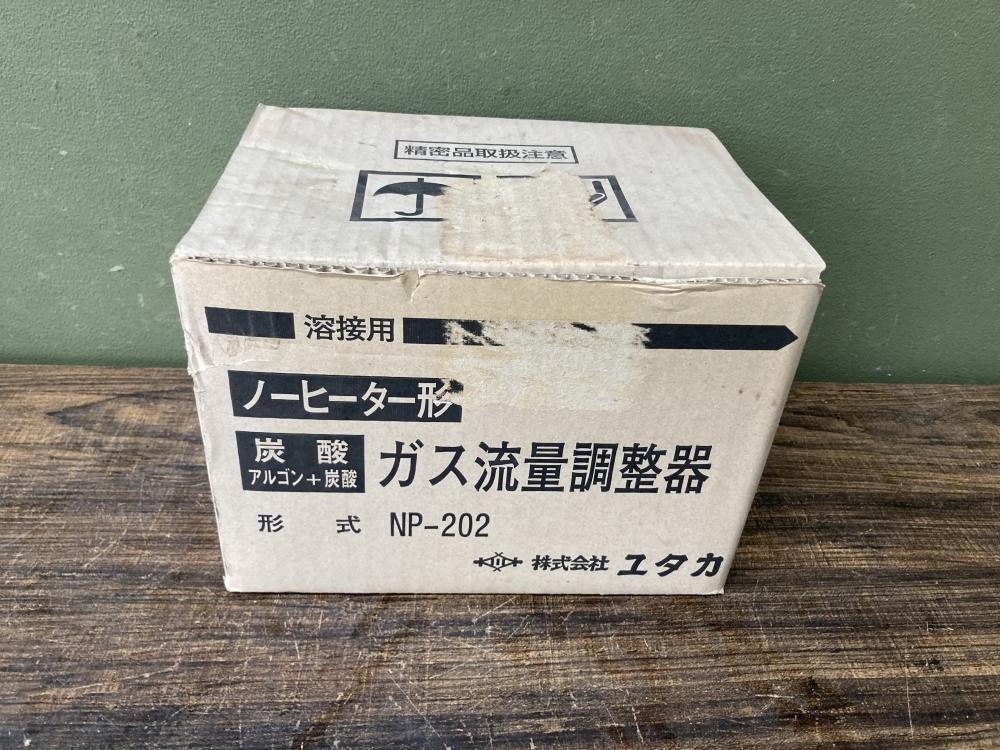 精密品取扱注意
溶接用
ノーヒーター形
炭酸
アルゴン+炭酸
ガス流量調整器
形式 NP-202
株式会社 ユタカ